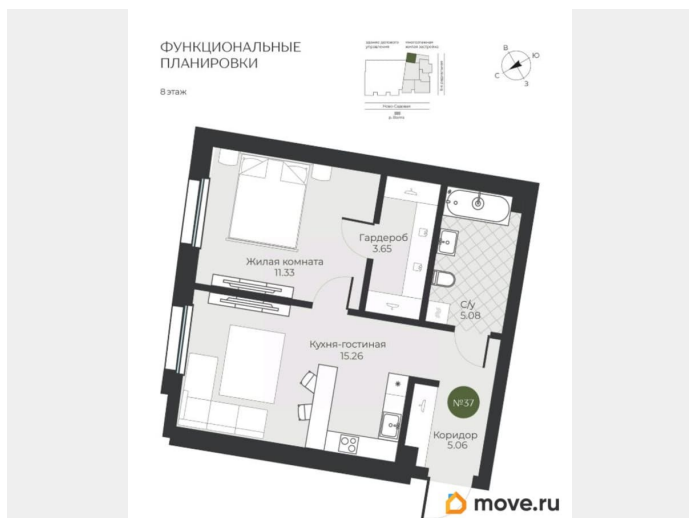 ФУНКЦИОНАЛЬНЫЕ
ПЛАНИРОВКИ
8 этаж
В
Ю
С
З
Гардероб
3.65
Жилая комната
11.33
С/у
5.08
Кухня-гостиная
15.26
№37
Коридор
5.06
move.ru